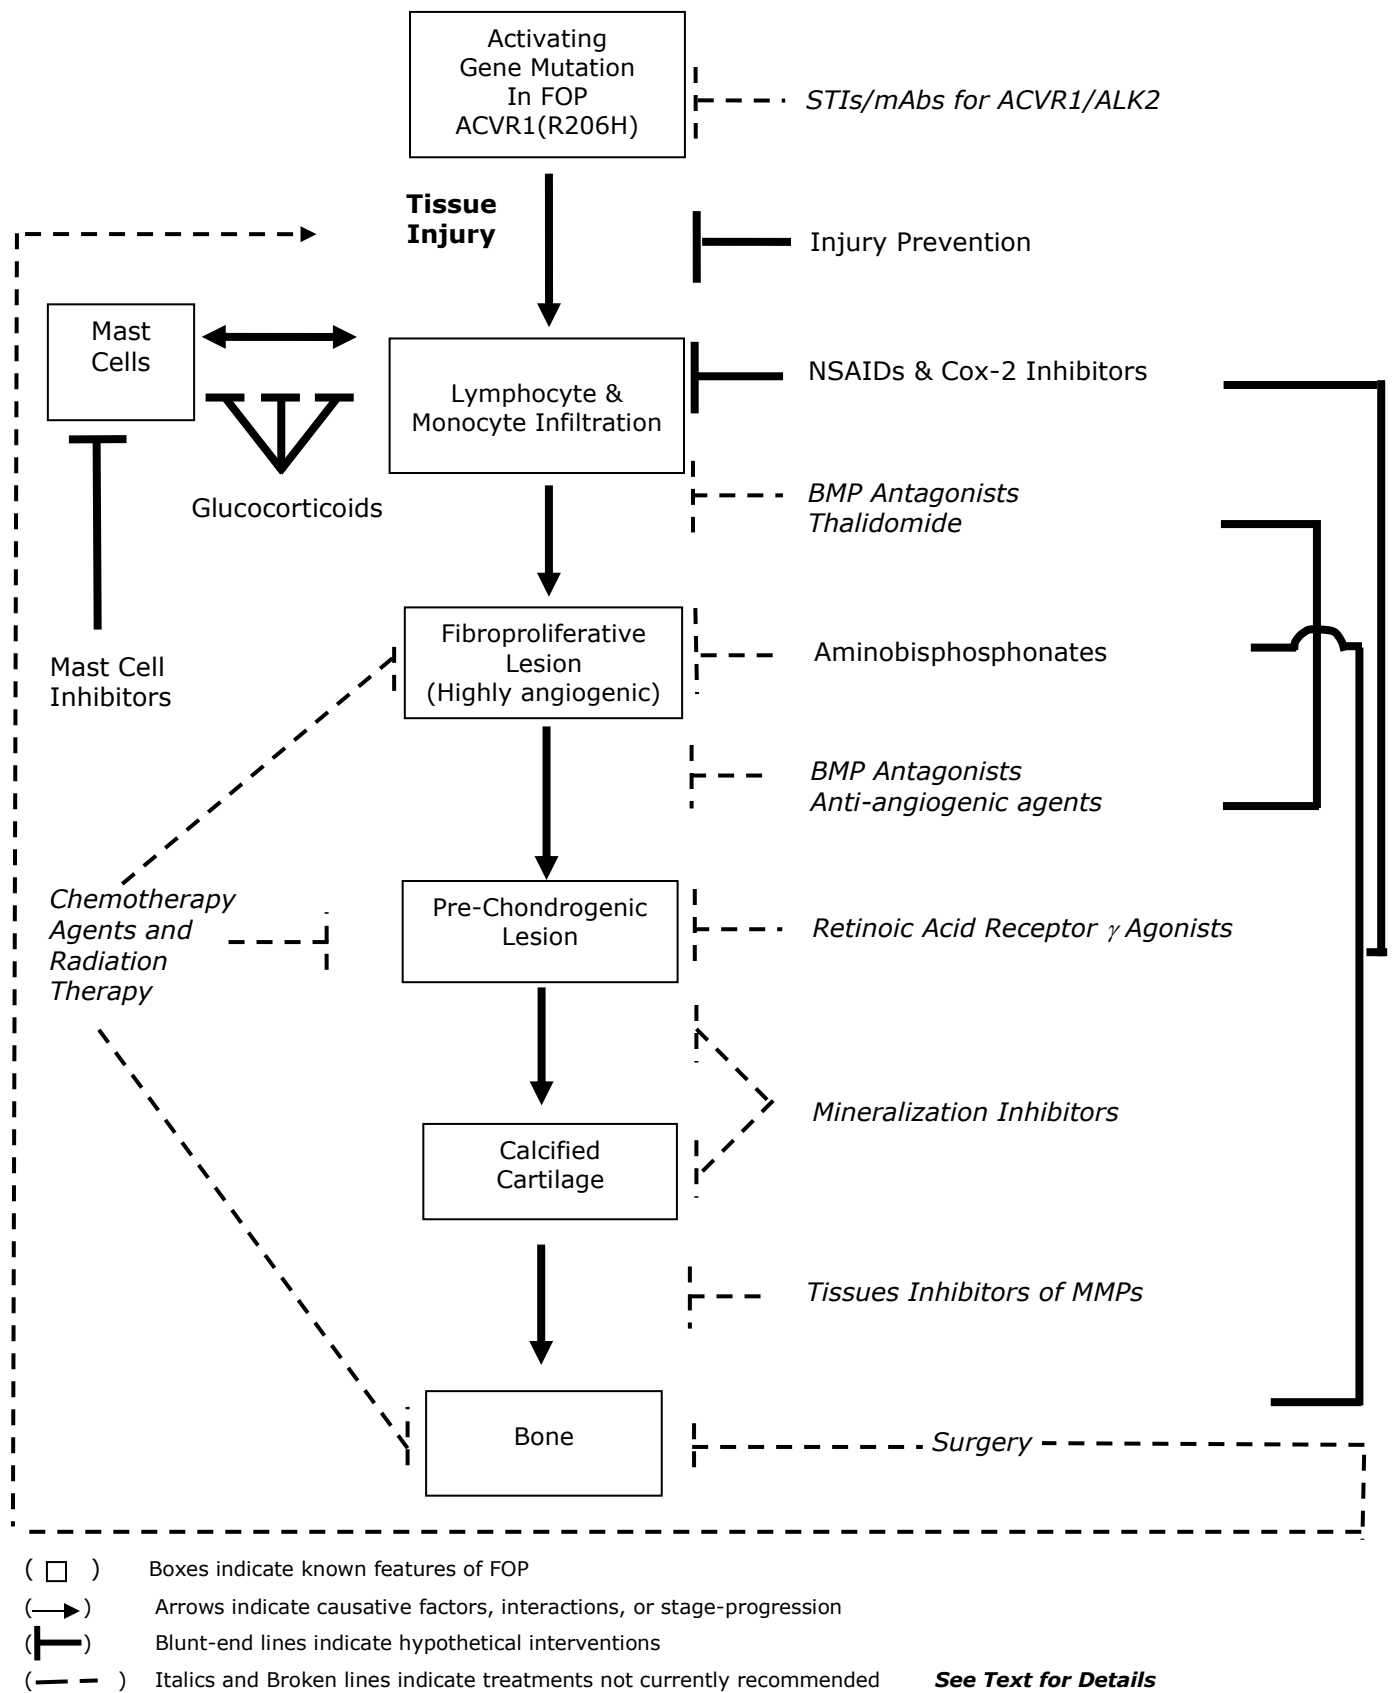 Activating
Gene Mutation
In FOP
ACVR1(R206H)
STIs/mAbs for ACVR1/ALK2
Tissue
Injury
Injury Prevention
Mast
Cells
Lymphocyte &
Monocyte Infiltration
NSAIDs & Cox-2 Inhibitors
Glucocorticoids
BMP Antagonists
Thalidomide
Mast Cell
Inhibitors
Fibroproliferative
Lesion
(Highly angiogenic)
Aminobisphosphonates
BMP Antagonists
Anti-angiogenic agents
Chemotherapy
Agents and
Radiation
Therapy
Pre-Chondrogenic
Lesion
Retinoic Acid Receptor γ Agonists
Mineralization Inhibitors
Calcified
Cartilage
Tissues Inhibitors of MMPs
Bone
Surgery
( □ ) Boxes indicate known features of FOP
(→) Arrows indicate causative factors, interactions, or stage-progression
(┣━) Blunt-end lines indicate hypothetical interventions
(— –) Italics and Broken lines indicate treatments not currently recommended See Text for Details